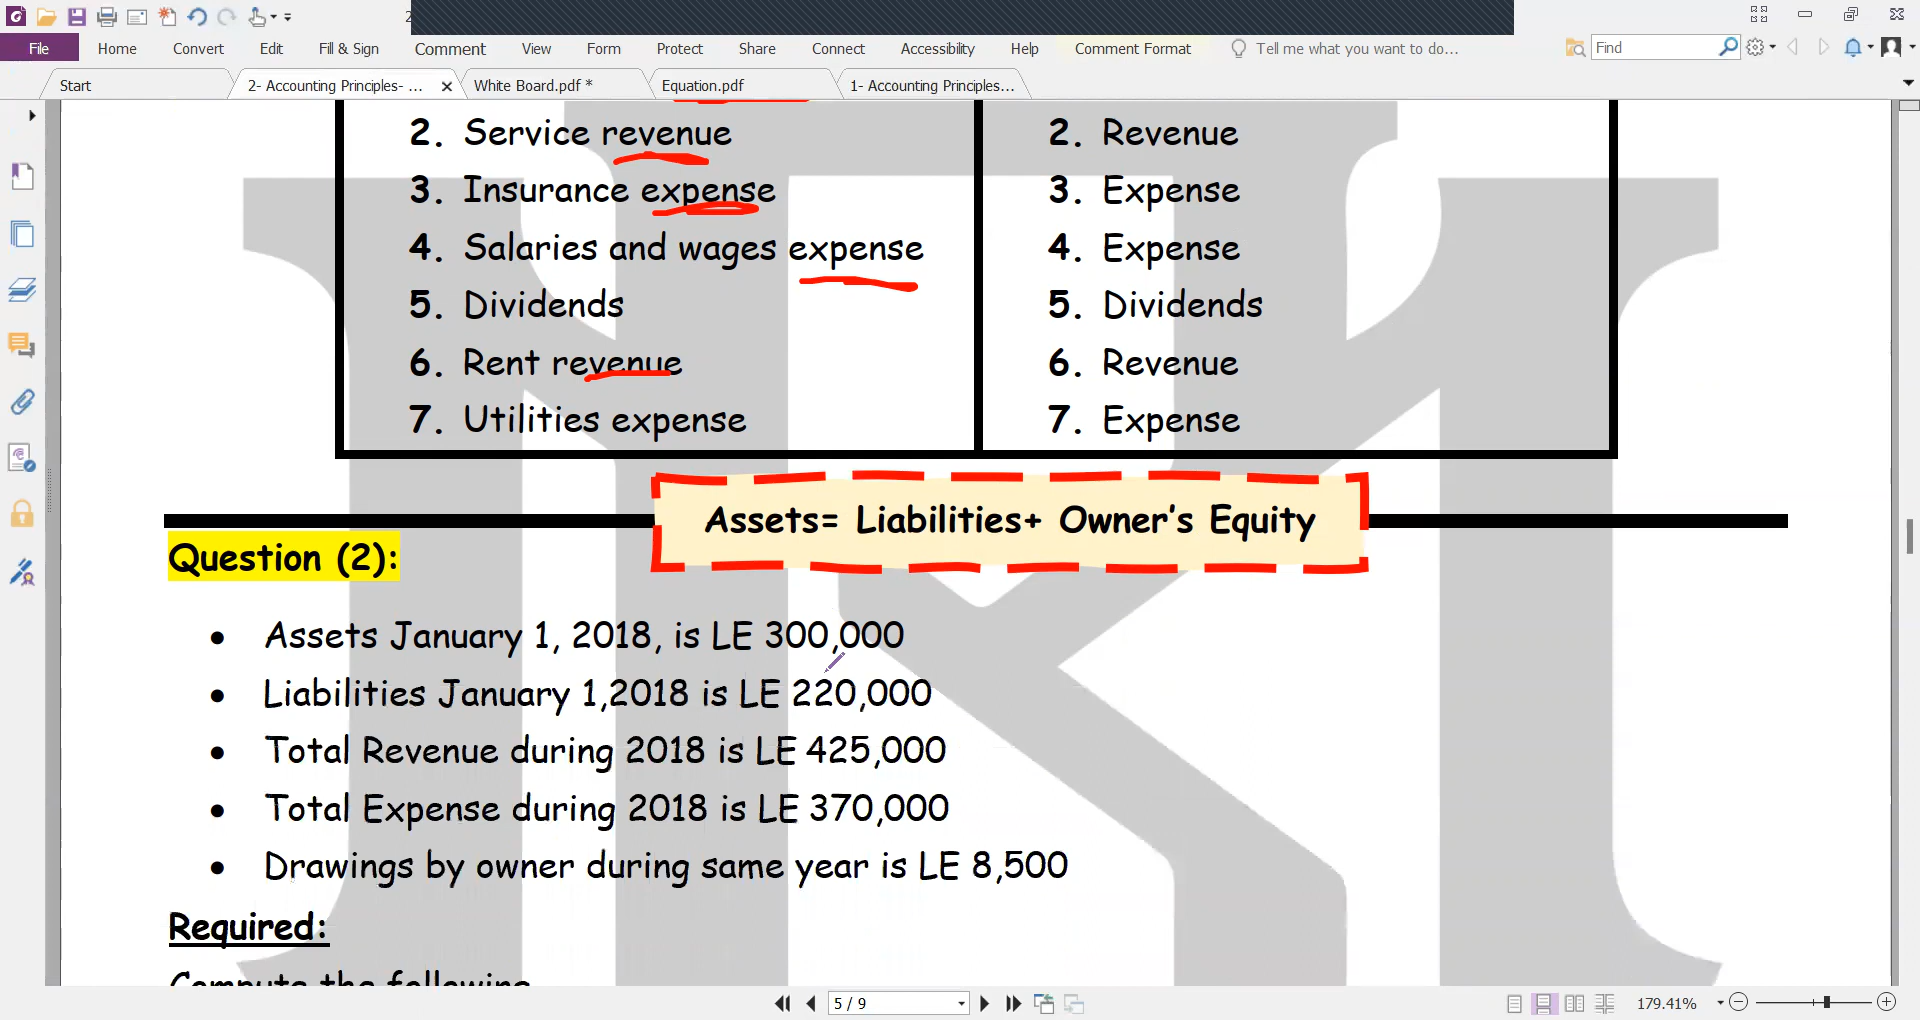 2
File Home Convert Edit Fill & Sign Comment View Form Protect Share Connect Accessibility Help Comment Format Tell me what you want to do... Find
Start 2- Accounting Principles- ... White Board.pdf * Equation.pdf 1- Accounting Principles...
2. Service revenue
3. Insurance expense
4. Salaries and wages expense
5. Dividends
6. Rent revenue
7. Utilities expense
2. Revenue
3. Expense
4. Expense
5. Dividends
6. Revenue
7. Expense
Assets= Liabilities+ Owner's Equity
Question (2):
• Assets January 1, 2018, is LE 300,000
• Liabilities January 1,2018 is LE 220,000
• Total Revenue during 2018 is LE 425,000
• Total Expense during 2018 is LE 370,000
• Drawings by owner during same year is LE 8,500
Required:
Compute the following
5 / 9
179.41%